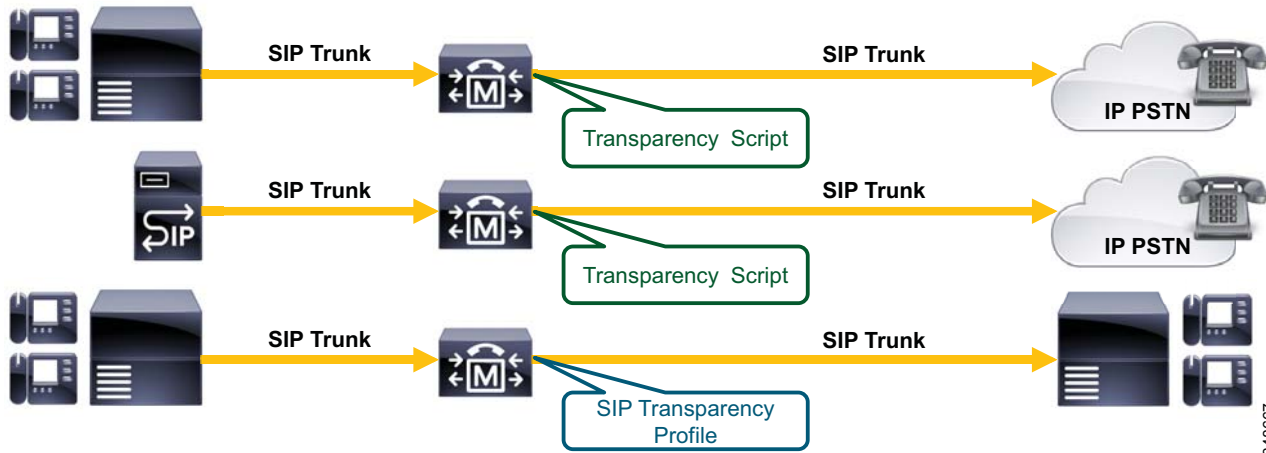 SIP Trunk
SIP Trunk
M
IP PSTN
Transparency Script
SIP Trunk
SIP Trunk
M
SIP
IP PSTN
Transparency Script
SIP Trunk
SIP Trunk
M
SIP Transparency
Profile